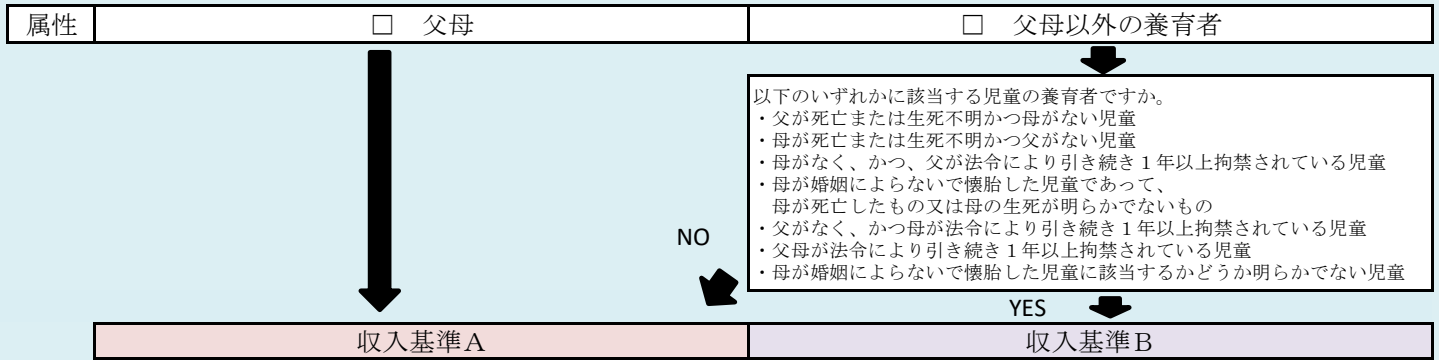 属性
□ 父母
□ 父母以外の養育者
以下のいずれかに該当する児童の養育者ですか。
・父が死亡または生死不明かつ母がない児童
・母が死亡または生死不明かつ父がない児童
・母がなく、かつ、父が法令により引き続き１年以上拘禁されている児童
・母が婚姻によらないで懐胎した児童であって、
母が死亡したもの又は母の生死が明らかでないもの
・父がなく、かつ母が法令により引き続き１年以上拘禁されている児童
・父母が法令により引き続き１年以上拘禁されている児童
・母が婚姻によらないで懐胎した児童に該当するかどうか明らかでない児童
NO
YES
収入基準Ａ
収入基準Ｂ